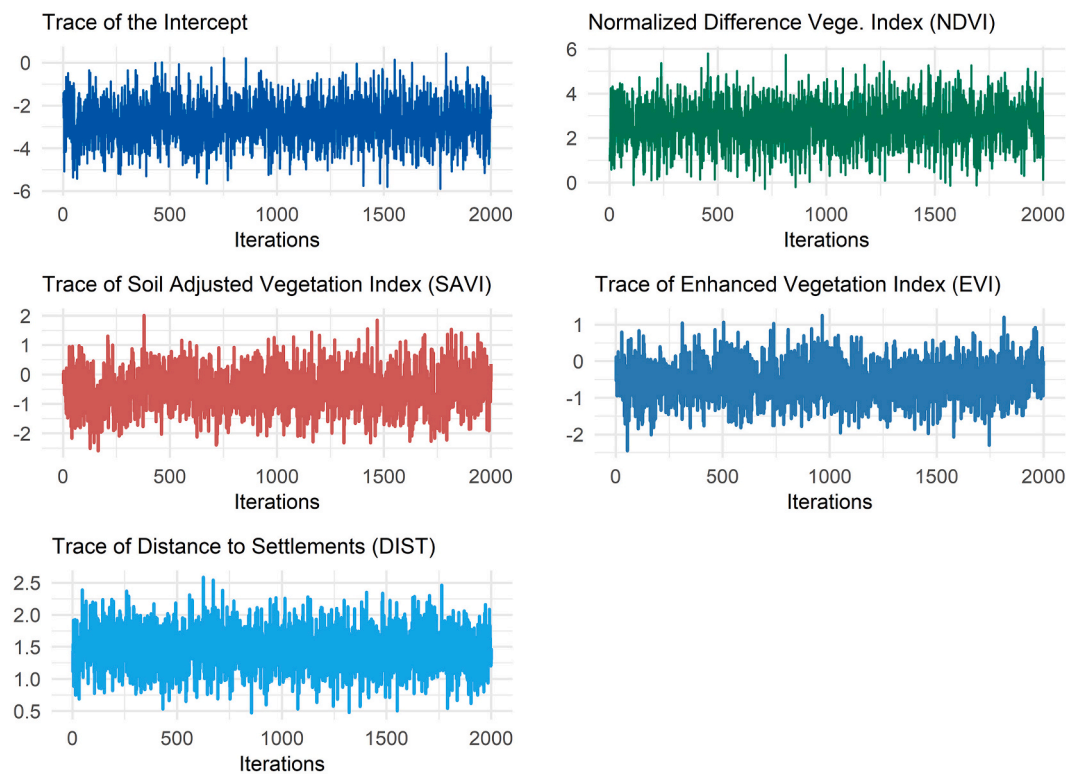 Trace of the Intercept
0
-2
-4
-6
0 500 1000 1500 2000
Iterations
Normalized Difference Vege. Index (NDVI)
6
4
2
0
0 500 1000 1500 2000
Iterations
Trace of Soil Adjusted Vegetation Index (SAVI)
2
1
0
-1
-2
0 500 1000 1500 2000
Iterations
Trace of Enhanced Vegetation Index (EVI)
1
0
-1
-2
0 500 1000 1500 2000
Iterations
Trace of Distance to Settlements (DIST)
2.5
2.0
1.5
1.0
0.5
0 500 1000 1500 2000
Iterations